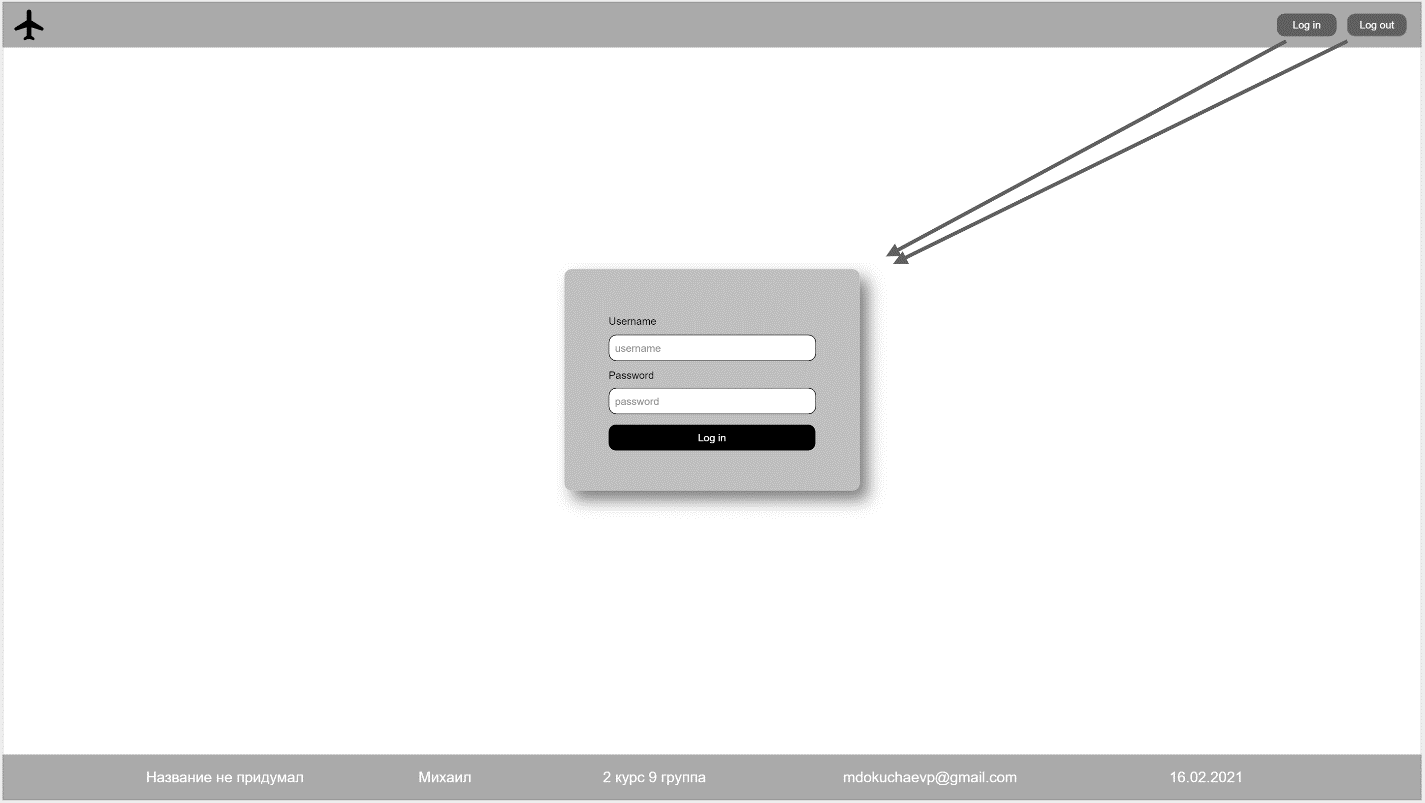 Log in
Log out
Username
username
Password
password
Log in
Название не придумал
Михаил
2 курс 9 группа
mdokuchaevp@gmail.com
16.02.2021